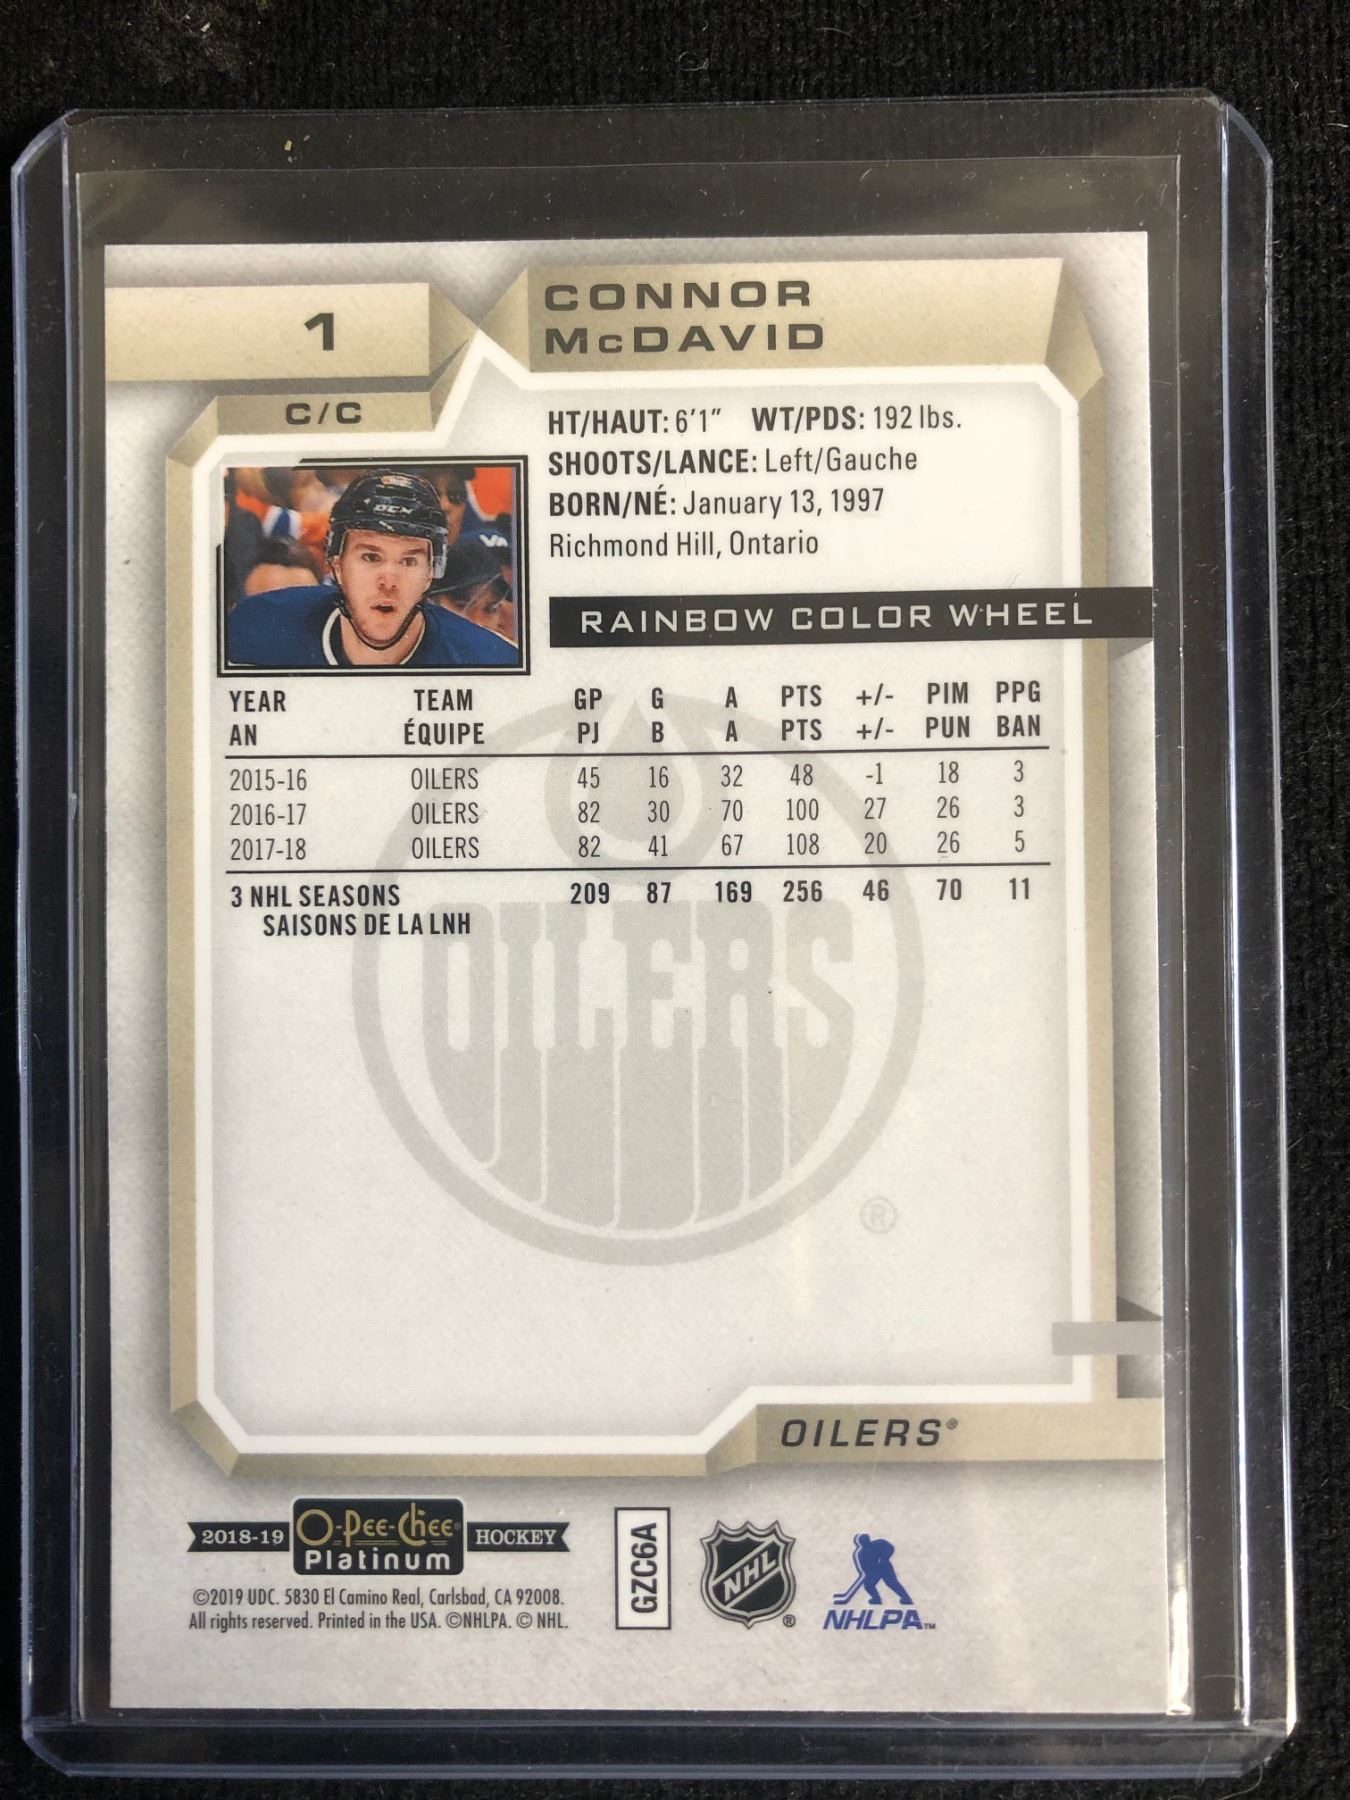 1
CONNOR
McDAVID
C/C
HT/HAUT: 6'1" WT/PDS: 192 lbs.
SHOOTS/LANCE: Left/Gauche
BORN/NÉ: January 13, 1997
Richmond Hill, Ontario
CCM
RAINBOW COLOR WHEEL
YEAR TEAM GP G A PTS +/- PIM PPG
AN ÉQUIPE PJ B A PTS +/- PUN BAN
2015-16 OILERS 45 16 32 48 -1 18 3
2016-17 OILERS 82 30 70 100 27 26 3
2017-18 OILERS 82 41 67 108 20 26 5
3 NHL SEASONS 209 87 169 256 46 70 11
SAISONS DE LA LNH
OILERS
®
OILERS®
2018-19 O-Pee-Chee® HOCKEY
Platinum
©2019 UDC. 5830 El Camino Real, Carlsbad, CA 92008.
All rights reserved. Printed in the USA. ©NHLPA. © NHL.
GZC6A
NHL
®
NHLPA™